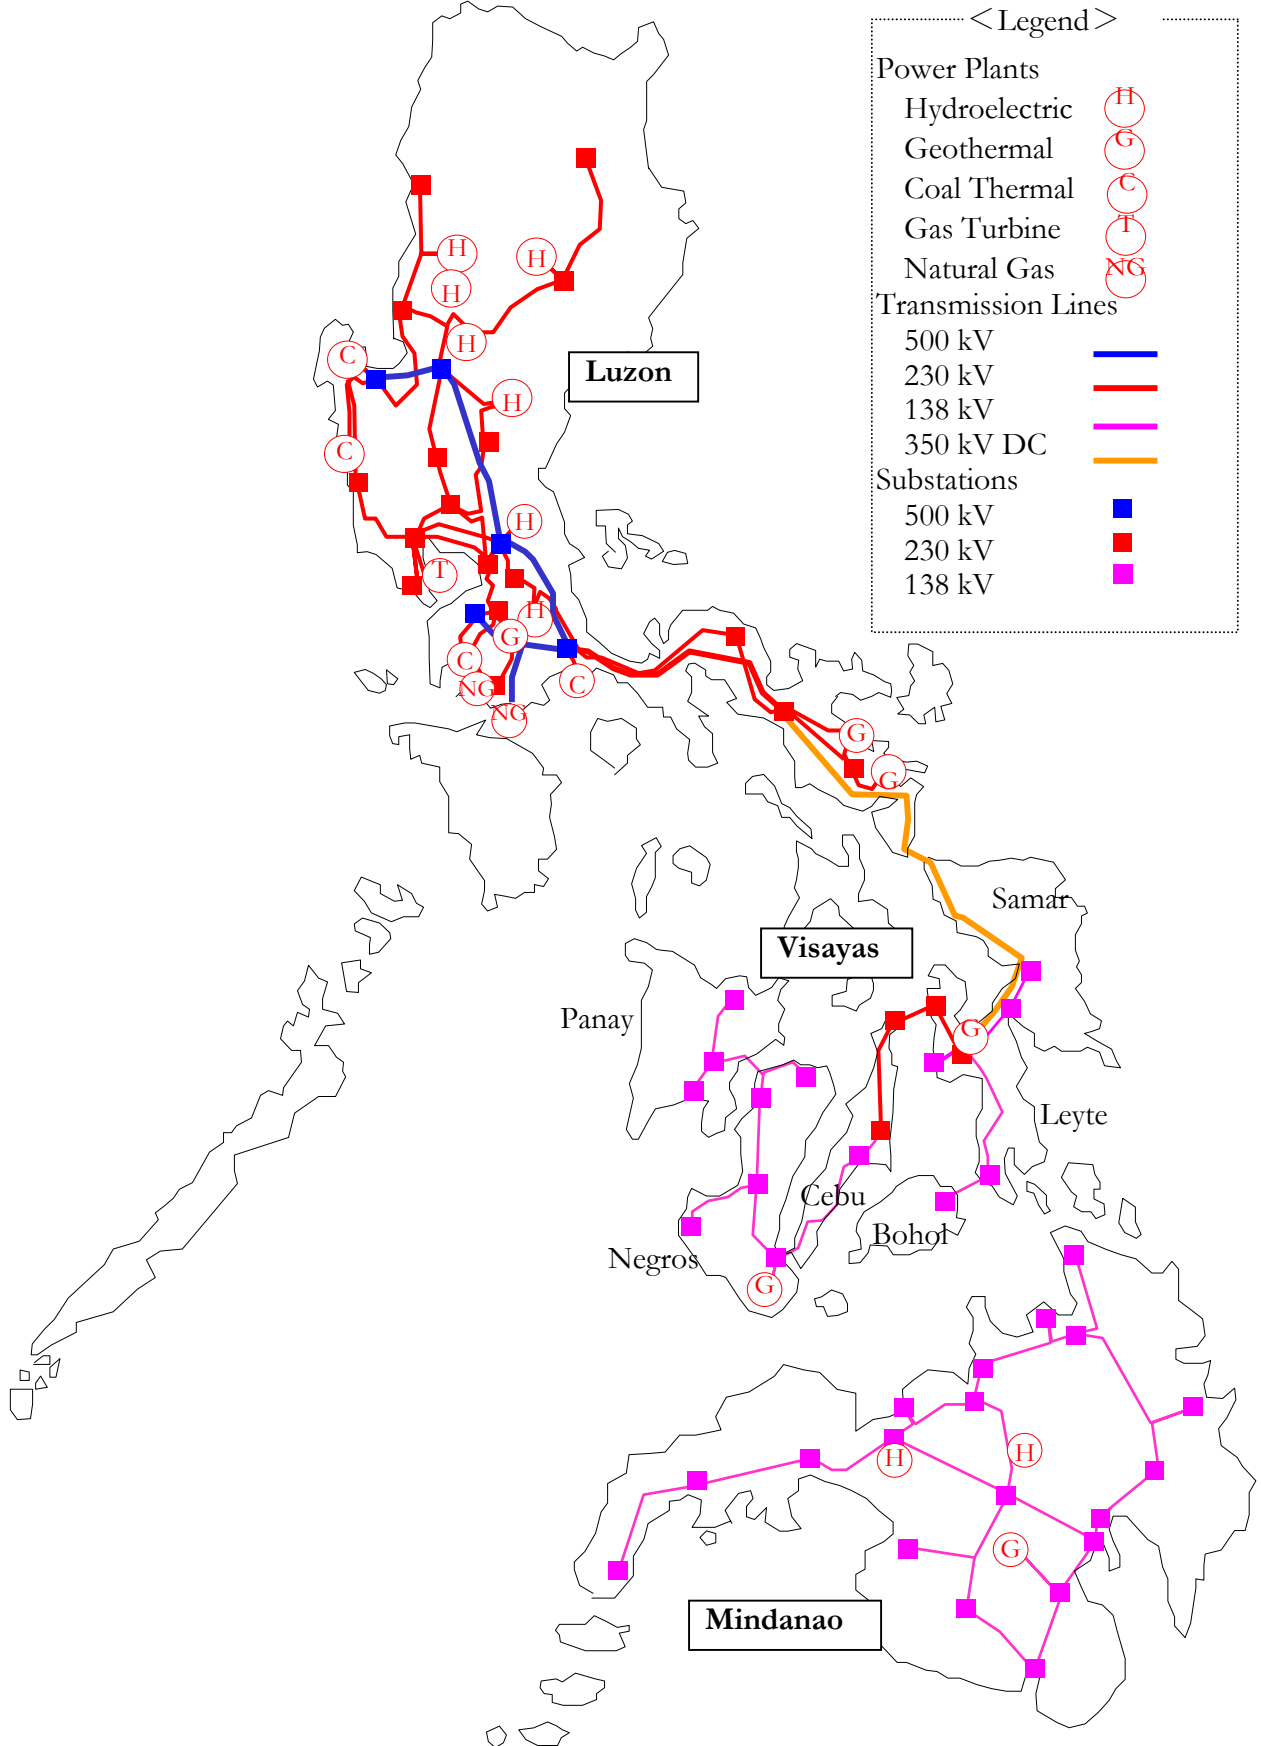 ＜Legend＞
Power Plants
Hydroelectric H
Geothermal G
Coal Thermal C
Gas Turbine T
Natural Gas NG
Transmission Lines
500 kV
230 kV
138 kV
350 kV DC
Substations
500 kV
230 kV
138 kV
H
H
H
H
C
Luzon
H
C
H
T
H
G
C
NG
C
NG
G
G
Samar
Visayas
Panay
G
Leyte
Cebu
Bohol
Negros
G
H
H
G
Mindanao